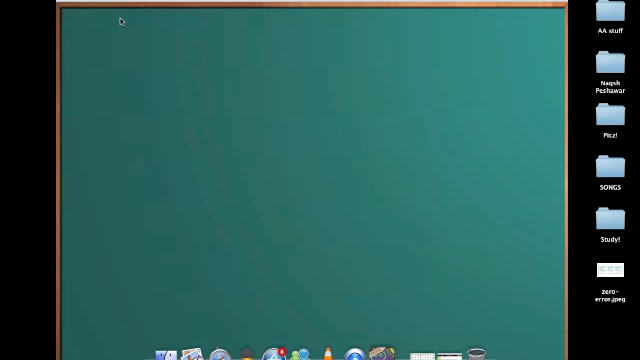 AA stuff
Naqsh
Peshawar
Picz!
SONGS
Study!
zero-
error.jpeg